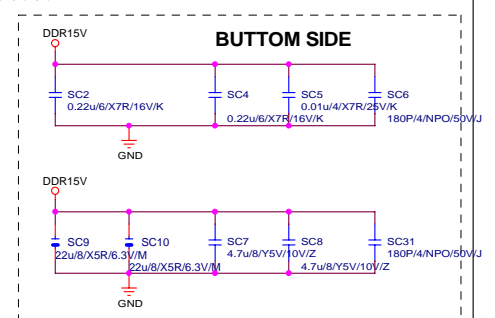 DDR15V
BUTTOM SIDE
SC2
SC4
SC5
SC6
0.22u/6/X7R/16V/K
0.22u/6/X7R/16V/K
0.01u/4/X7R/25V/K
180P/4/NPO/50V/J
GND
DDR15V
SC9
SC10
SC7
SC8
SC31
22u/8/X5R/6.3V/M
22u/8/X5R/6.3V/M
4.7u/8/Y5V/10V/Z
4.7u/8/Y5V/10V/Z
180P/4/NPO/50V/J
GND